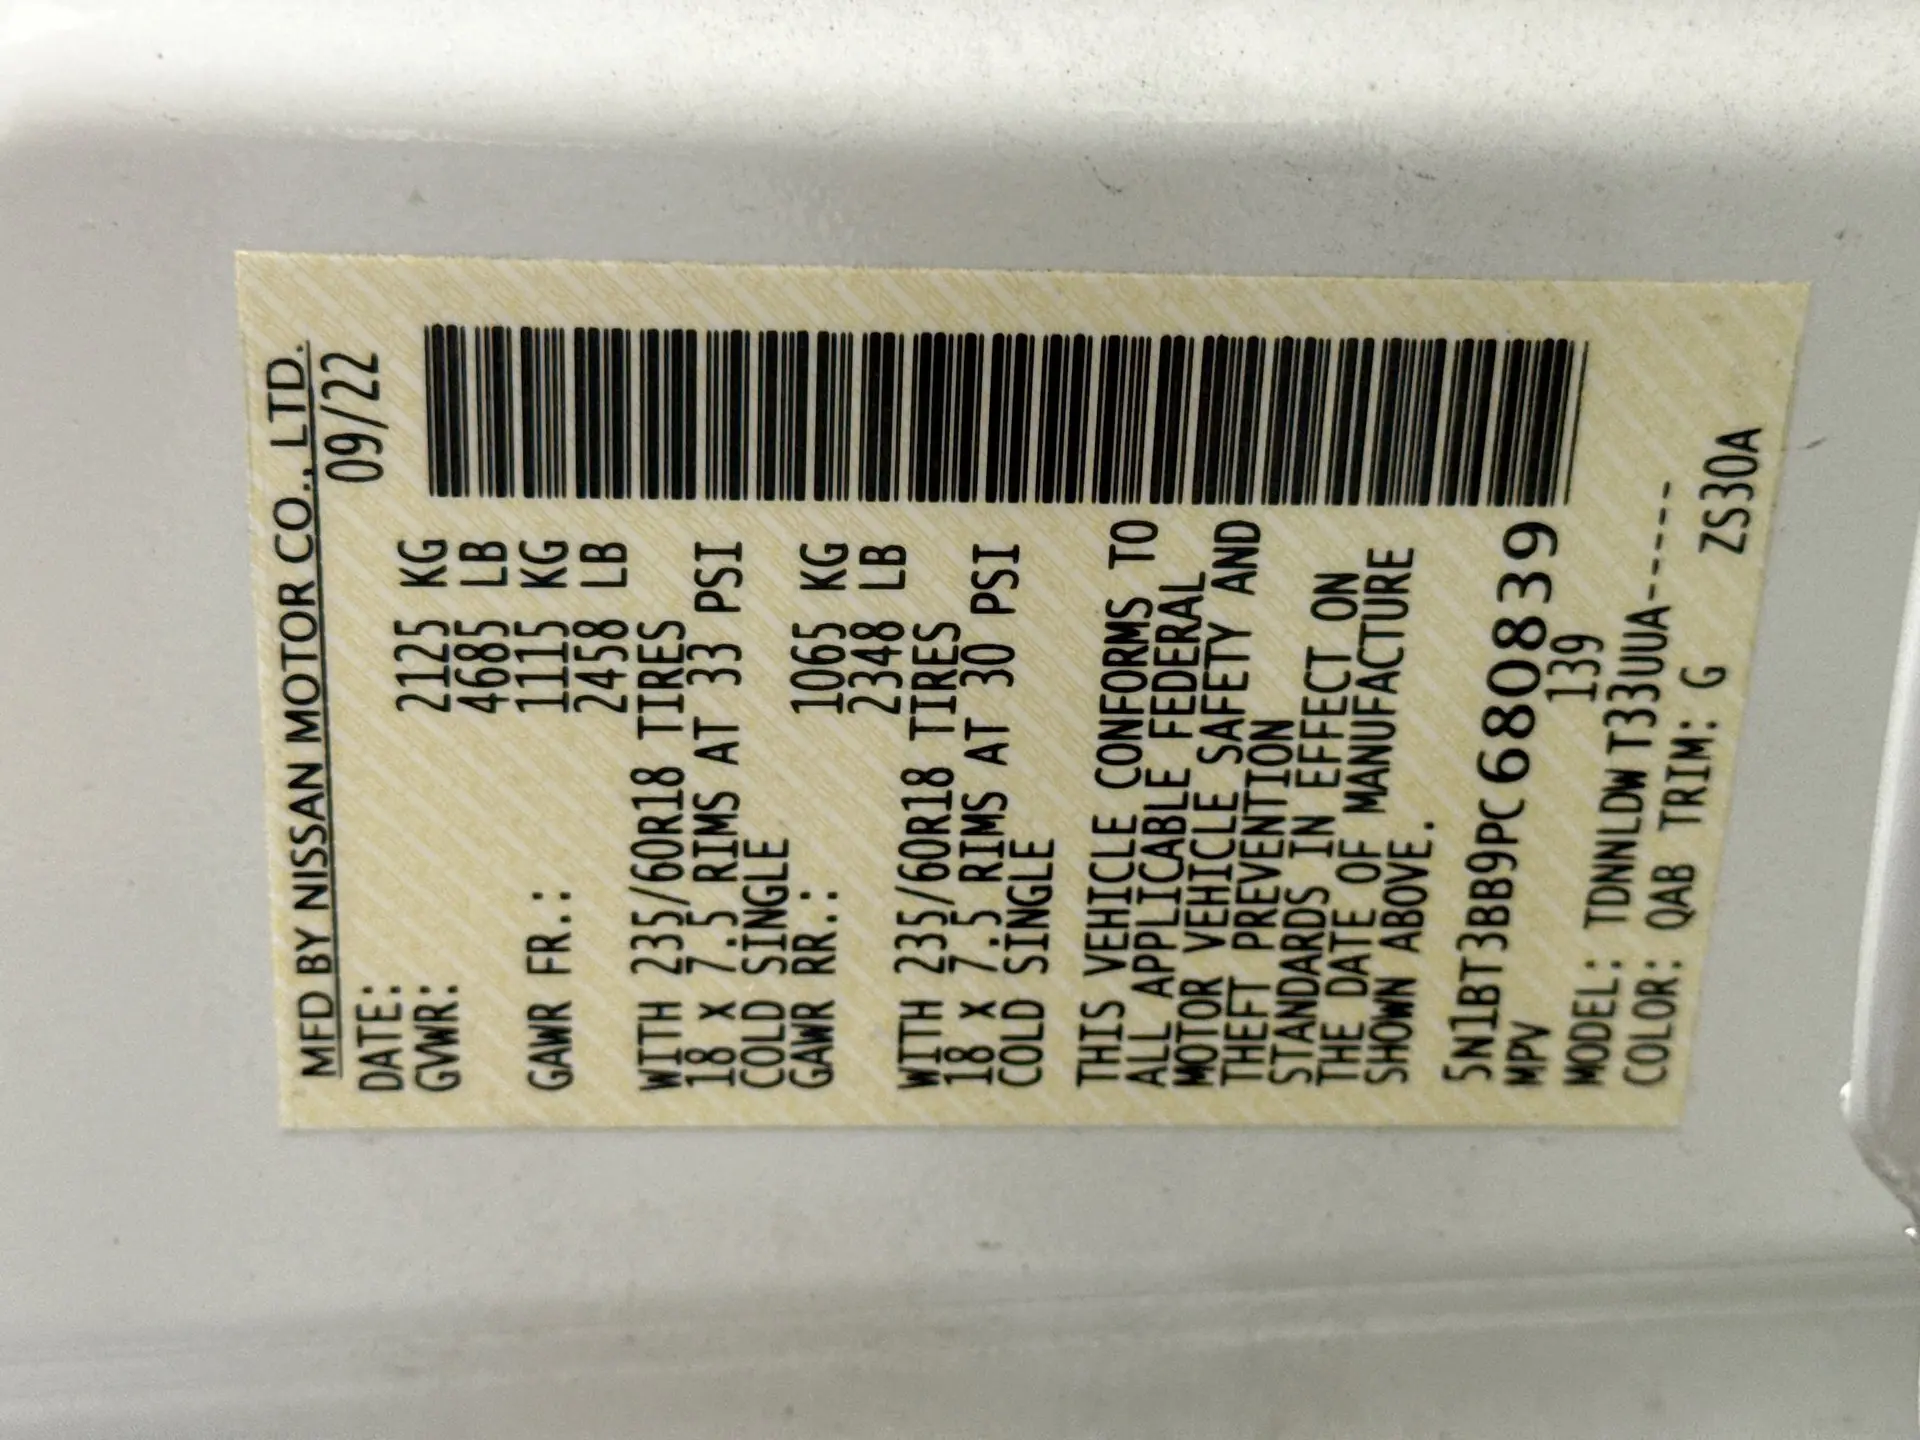 MFD BY NISSAN MOTOR CO., LTD.
DATE: 09/22
GVWR: 2125 KG
4685 LB
GAWR FR.: 1115 KG
2458 LB
WITH 235/60R18 TIRES
18 X 7.5 RIMS AT 33 PSI
COLD SINGLE
GAWR RR.: 1065 KG
2348 LB
WITH 235/60R18 TIRES
18 X 7.5 RIMS AT 30 PSI
COLD SINGLE
THIS VEHICLE CONFORMS TO
ALL APPLICABLE FEDERAL
MOTOR VEHICLE SAFETY AND
THEFT PREVENTION
STANDARDS IN EFFECT ON
THE DATE OF MANUFACTURE
SHOWN ABOVE.
5N1BT3BB9PC680839
MPV 139
MODEL: TDNNLDWT33UUA-----
COLOR: QAB TRIM: G ZS30A